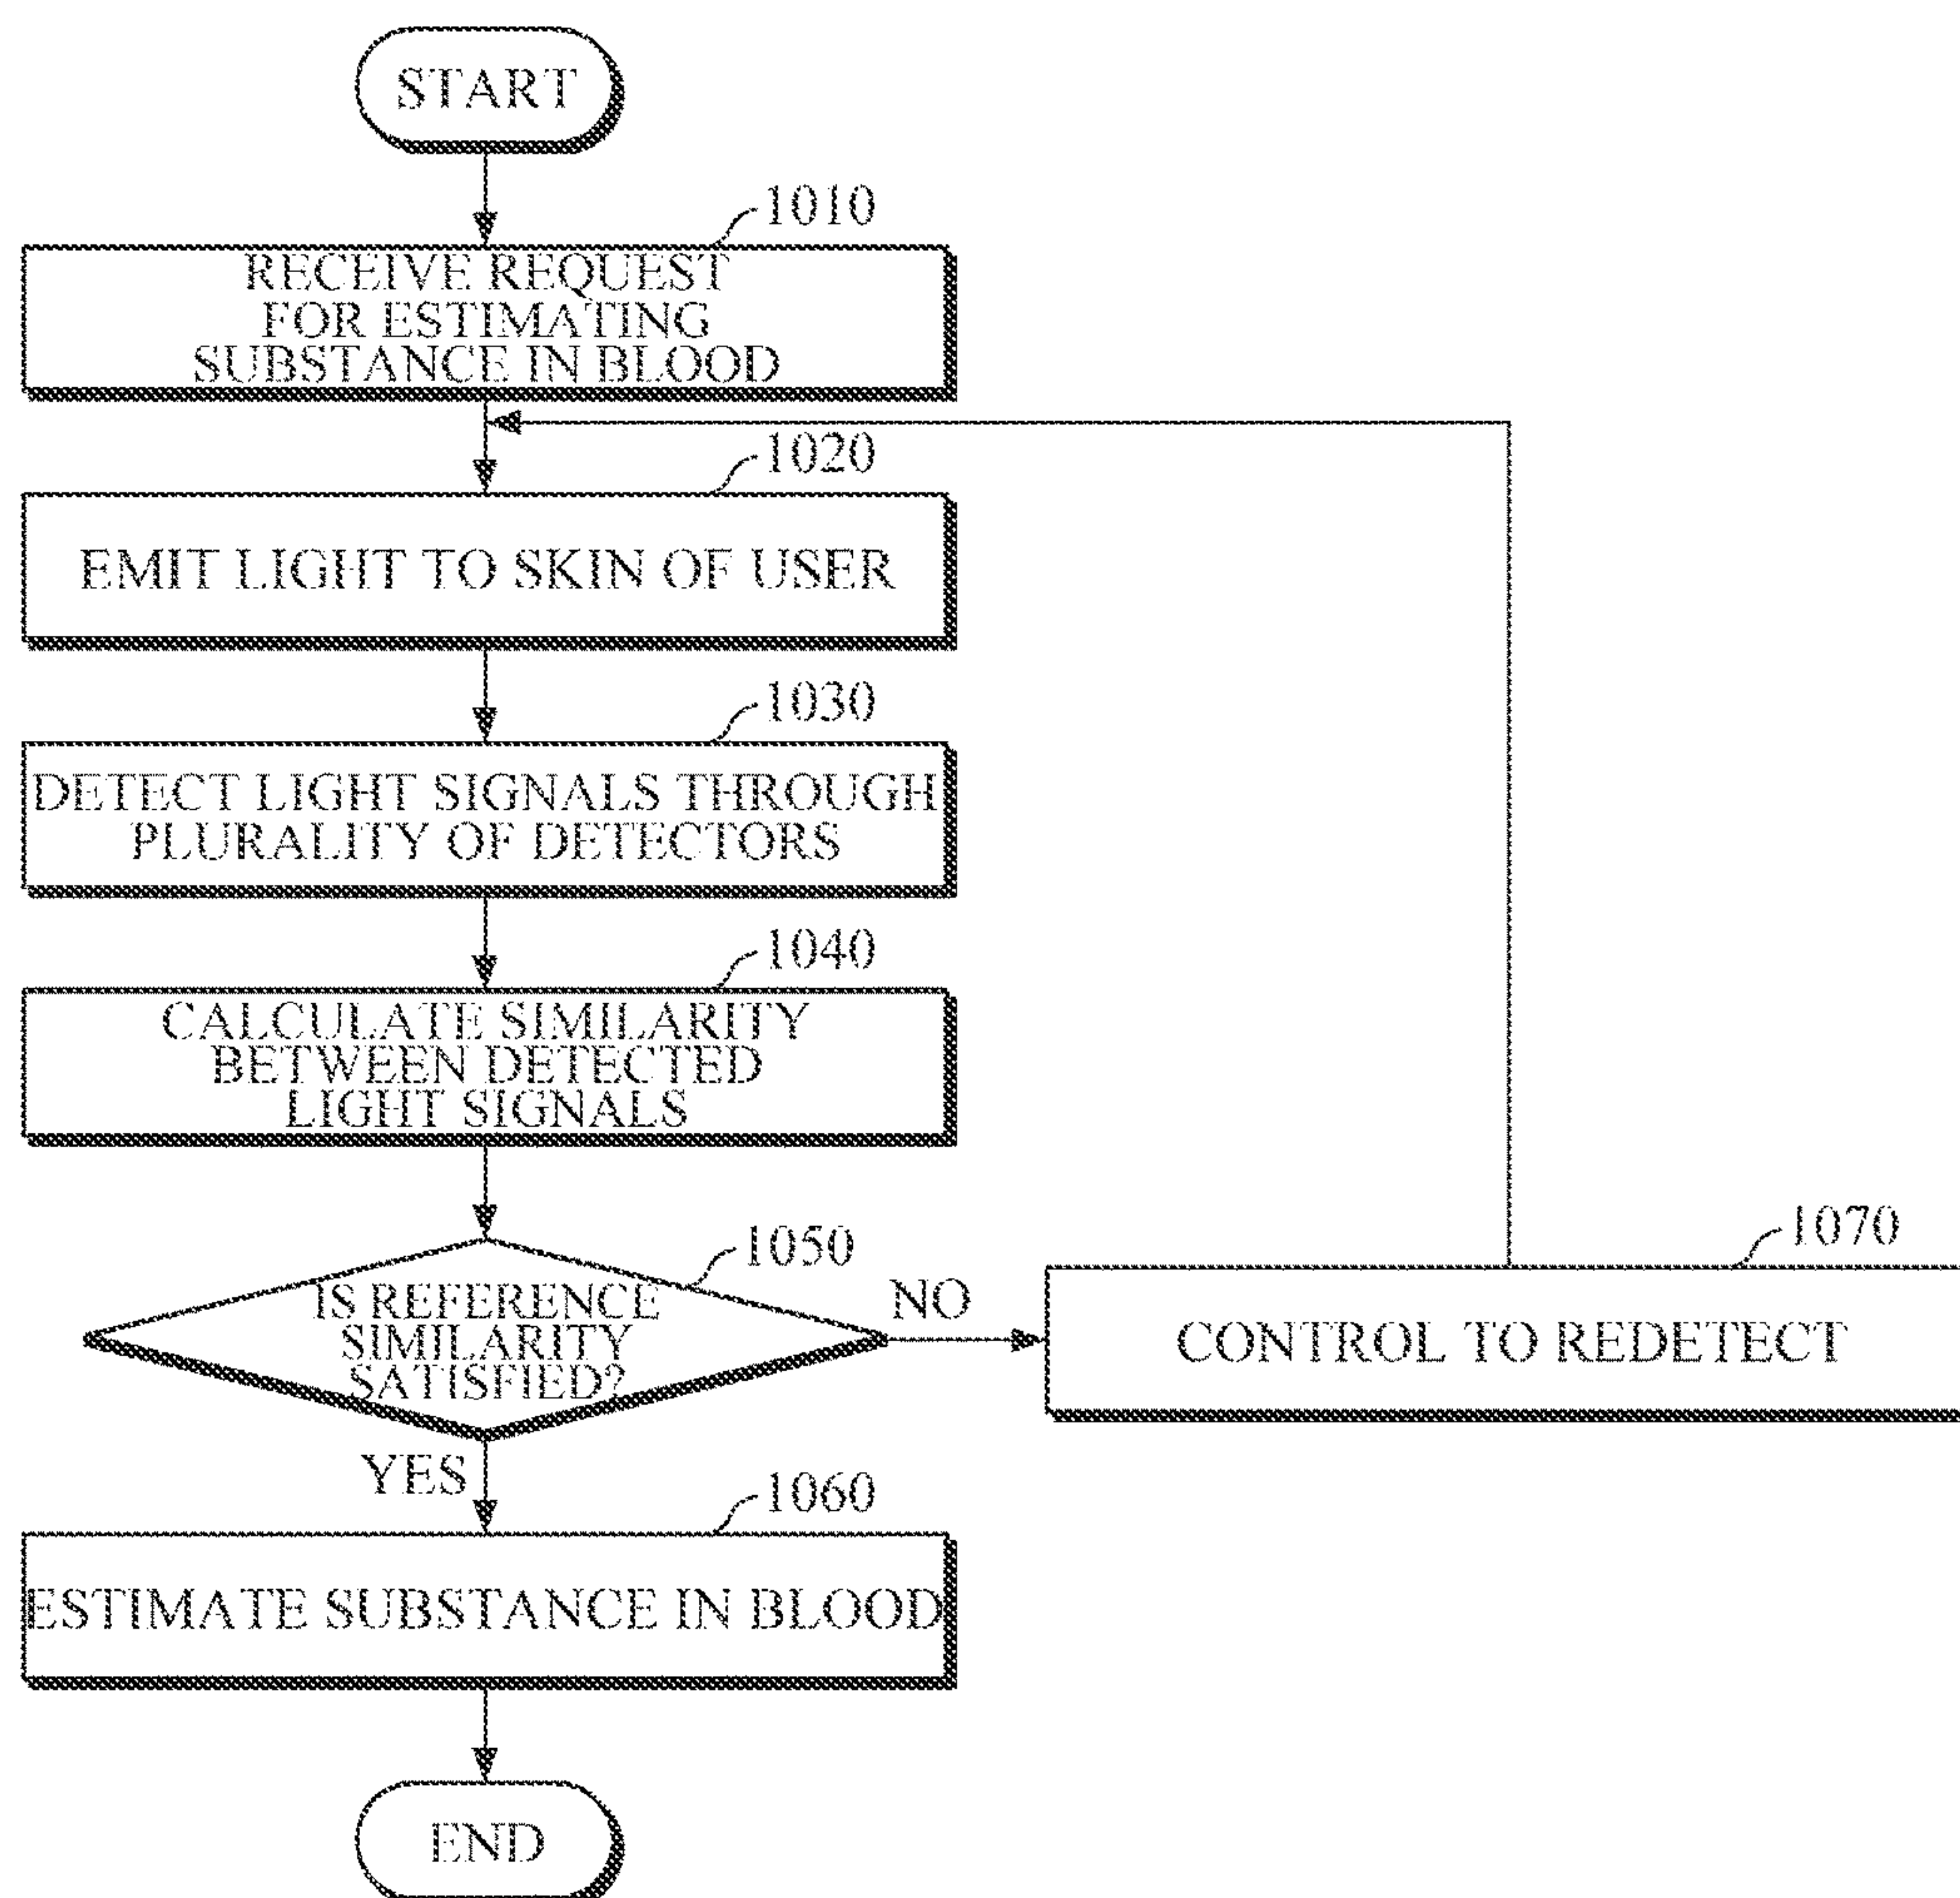 START
1010
RECEIVE REQUEST
FOR ESTIMATING
SUBSTANCE IN BLOOD
1020
EMIT LIGHT TO SKIN OF USER
1030
DETECT LIGHT SIGNALS THROUGH
PLURALITY OF DETECTORS
1040
CALCULATE SIMILARITY
BETWEEN DETECTED
LIGHT SIGNALS
1050
IS REFERENCE
SIMILARITY
SATISFIED?
NO
1070
CONTROL TO REDETECT
YES
1060
ESTIMATE SUBSTANCE IN BLOOD
END